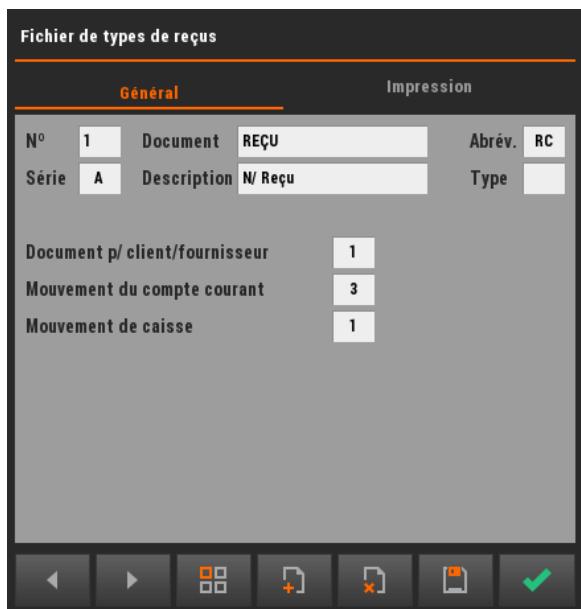 Fichier de types de reçus
Général Impression
Nº 1 Document REÇU Abrév. RC
Série A Description N/ Reçu Type
Document p/ client/fournisseur 1
Mouvement du compte courant 3
Mouvement de caisse 1